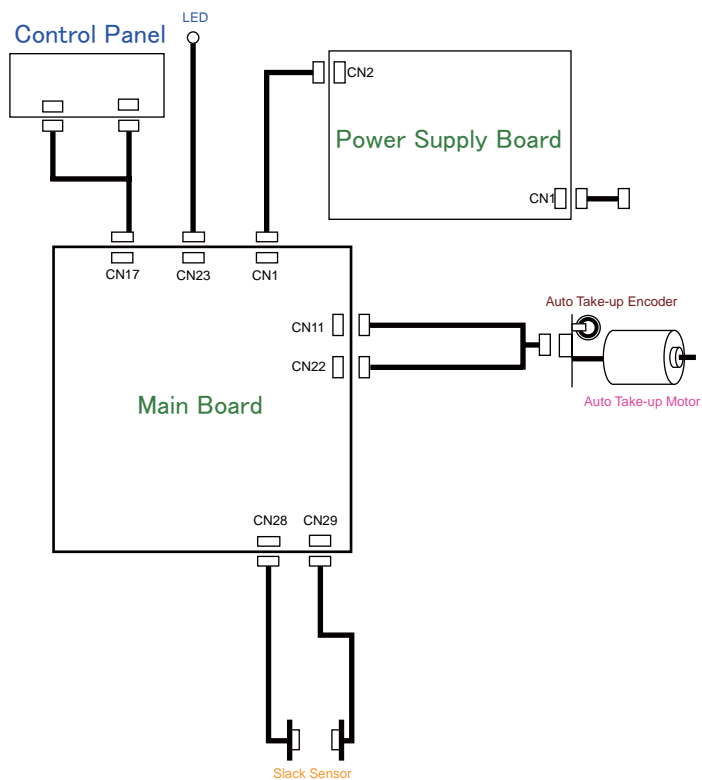 LED
Control Panel
CN2
Power Supply Board
CN1
CN17
CN23
CN1
Auto Take-up Encoder
CN11
CN22
Auto Take-up Motor
Main Board
CN28
CN29
Slack Sensor